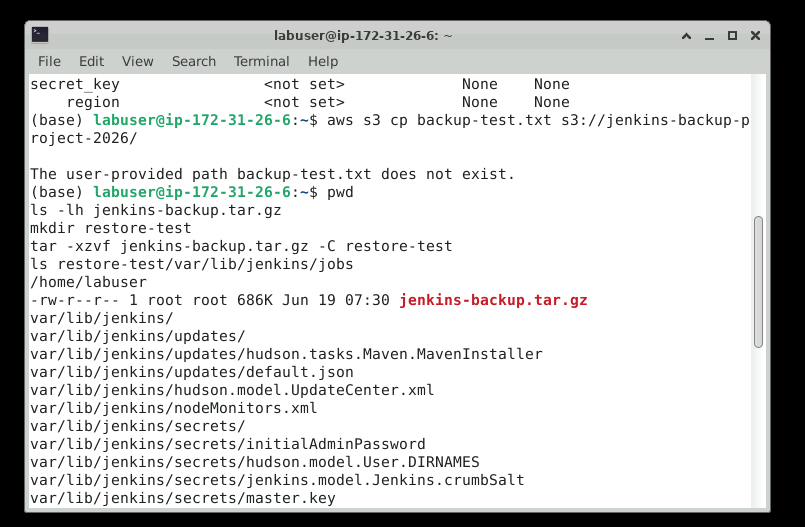 labuser@ip-172-31-26-6: ~
File Edit View Search Terminal Help
secret_key                <not set>             None    None
    region                <not set>             None    None
(base) labuser@ip-172-31-26-6:~$ aws s3 cp backup-test.txt s3://jenkins-backup-p
roject-2026/

The user-provided path backup-test.txt does not exist.
(base) labuser@ip-172-31-26-6:~$ pwd
ls -lh jenkins-backup.tar.gz
mkdir restore-test
tar -xzvf jenkins-backup.tar.gz -C restore-test
ls restore-test/var/lib/jenkins/jobs
/home/labuser
-rw-r--r-- 1 root root 686K Jun 19 07:30 jenkins-backup.tar.gz
var/lib/jenkins/
var/lib/jenkins/updates/
var/lib/jenkins/updates/hudson.tasks.Maven.MavenInstaller
var/lib/jenkins/updates/default.json
var/lib/jenkins/hudson.model.UpdateCenter.xml
var/lib/jenkins/nodeMonitors.xml
var/lib/jenkins/secrets/
var/lib/jenkins/secrets/initialAdminPassword
var/lib/jenkins/secrets/hudson.model.User.DIRNAMES
var/lib/jenkins/secrets/jenkins.model.Jenkins.crumbSalt
var/lib/jenkins/secrets/master.key